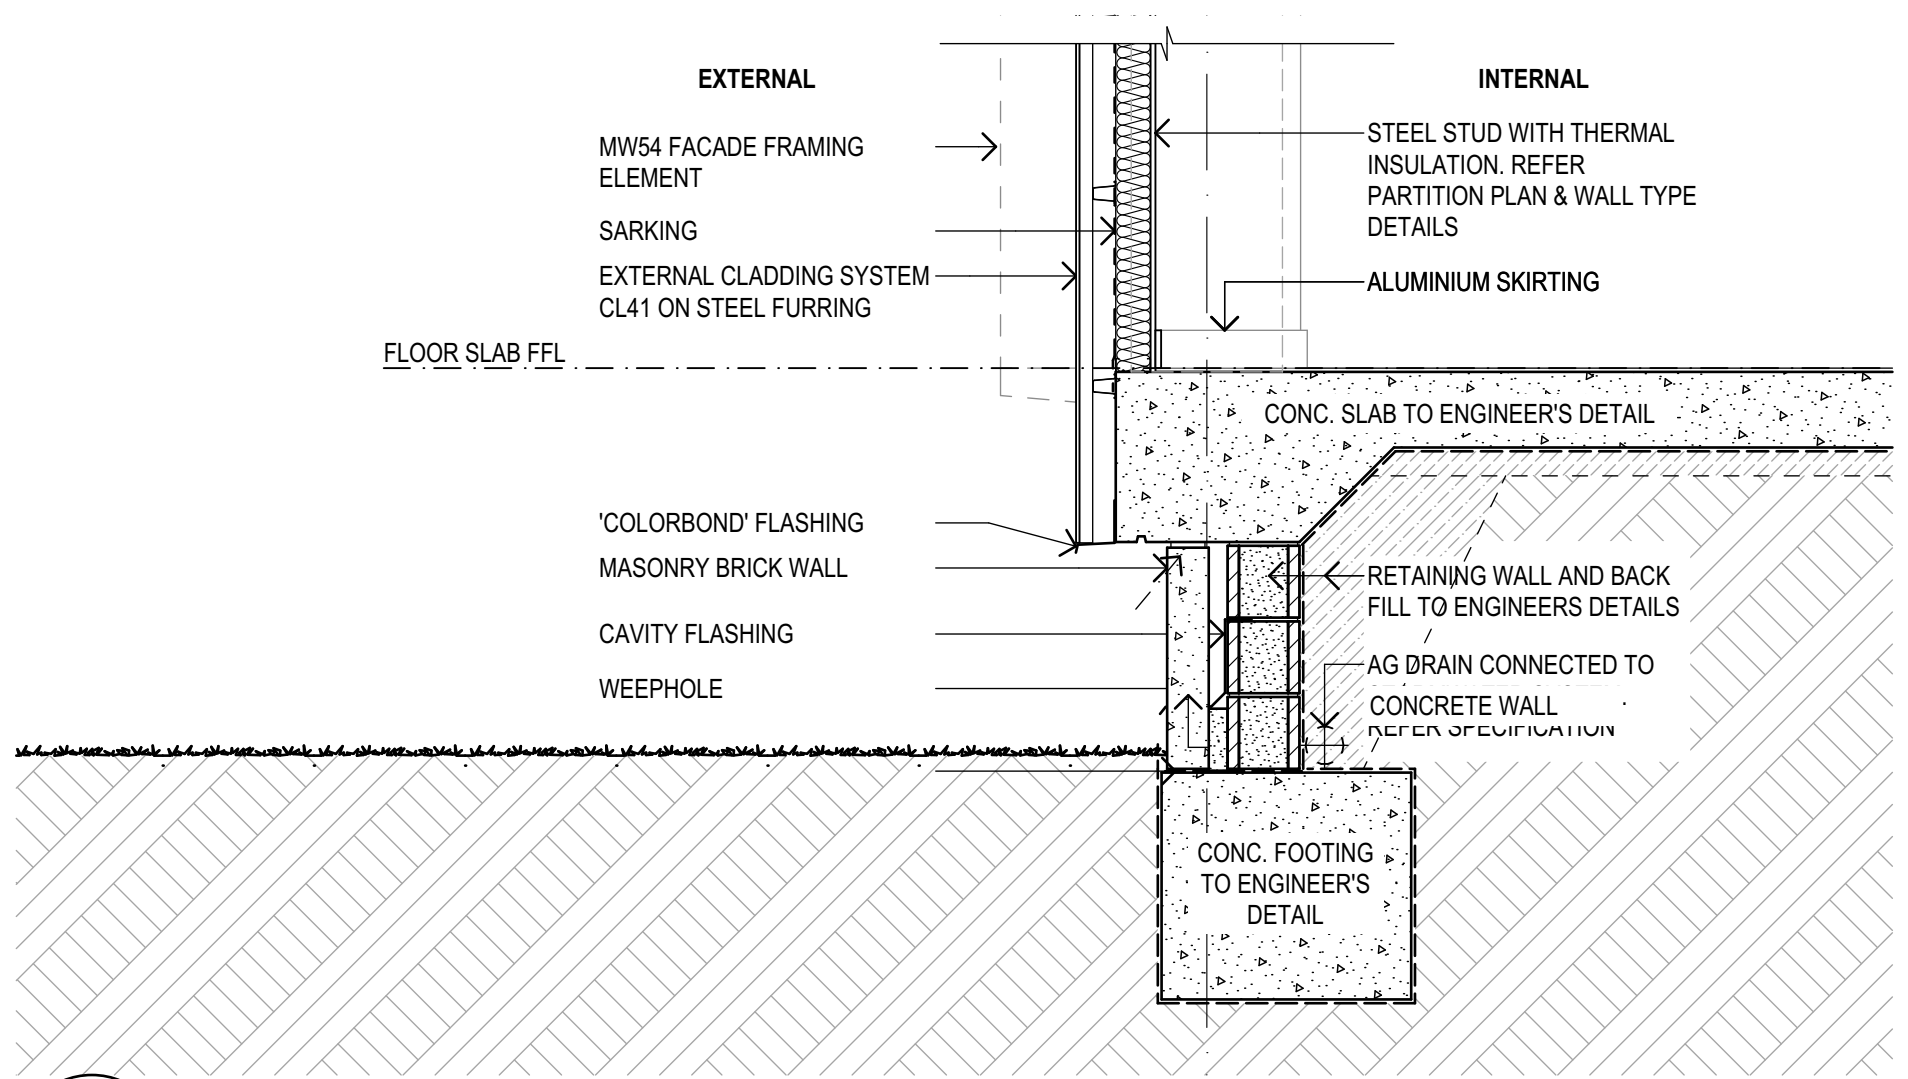 EXTERNAL
MW54 FACADE FRAMING
ELEMENT
SARKING
EXTERNAL CLADDING SYSTEM
CL41 ON STEEL FURRING
FLOOR SLAB FFL
'COLORBOND' FLASHING
MASONRY BRICK WALL
CAVITY FLASHING
WEEPHOLE
INTERNAL
STEEL STUD WITH THERMAL
INSULATION. REFER
PARTITION PLAN & WALL TYPE
DETAILS
ALUMINIUM SKIRTING
CONC. SLAB TO ENGINEER'S DETAIL
RETAINING WALL AND BACK
FILL TO ENGINEERS DETAILS
AG DRAIN CONNECTED TO
CONCRETE WALL
REFER SPECIFICATION
CONC. FOOTING
TO ENGINEER'S
DETAIL